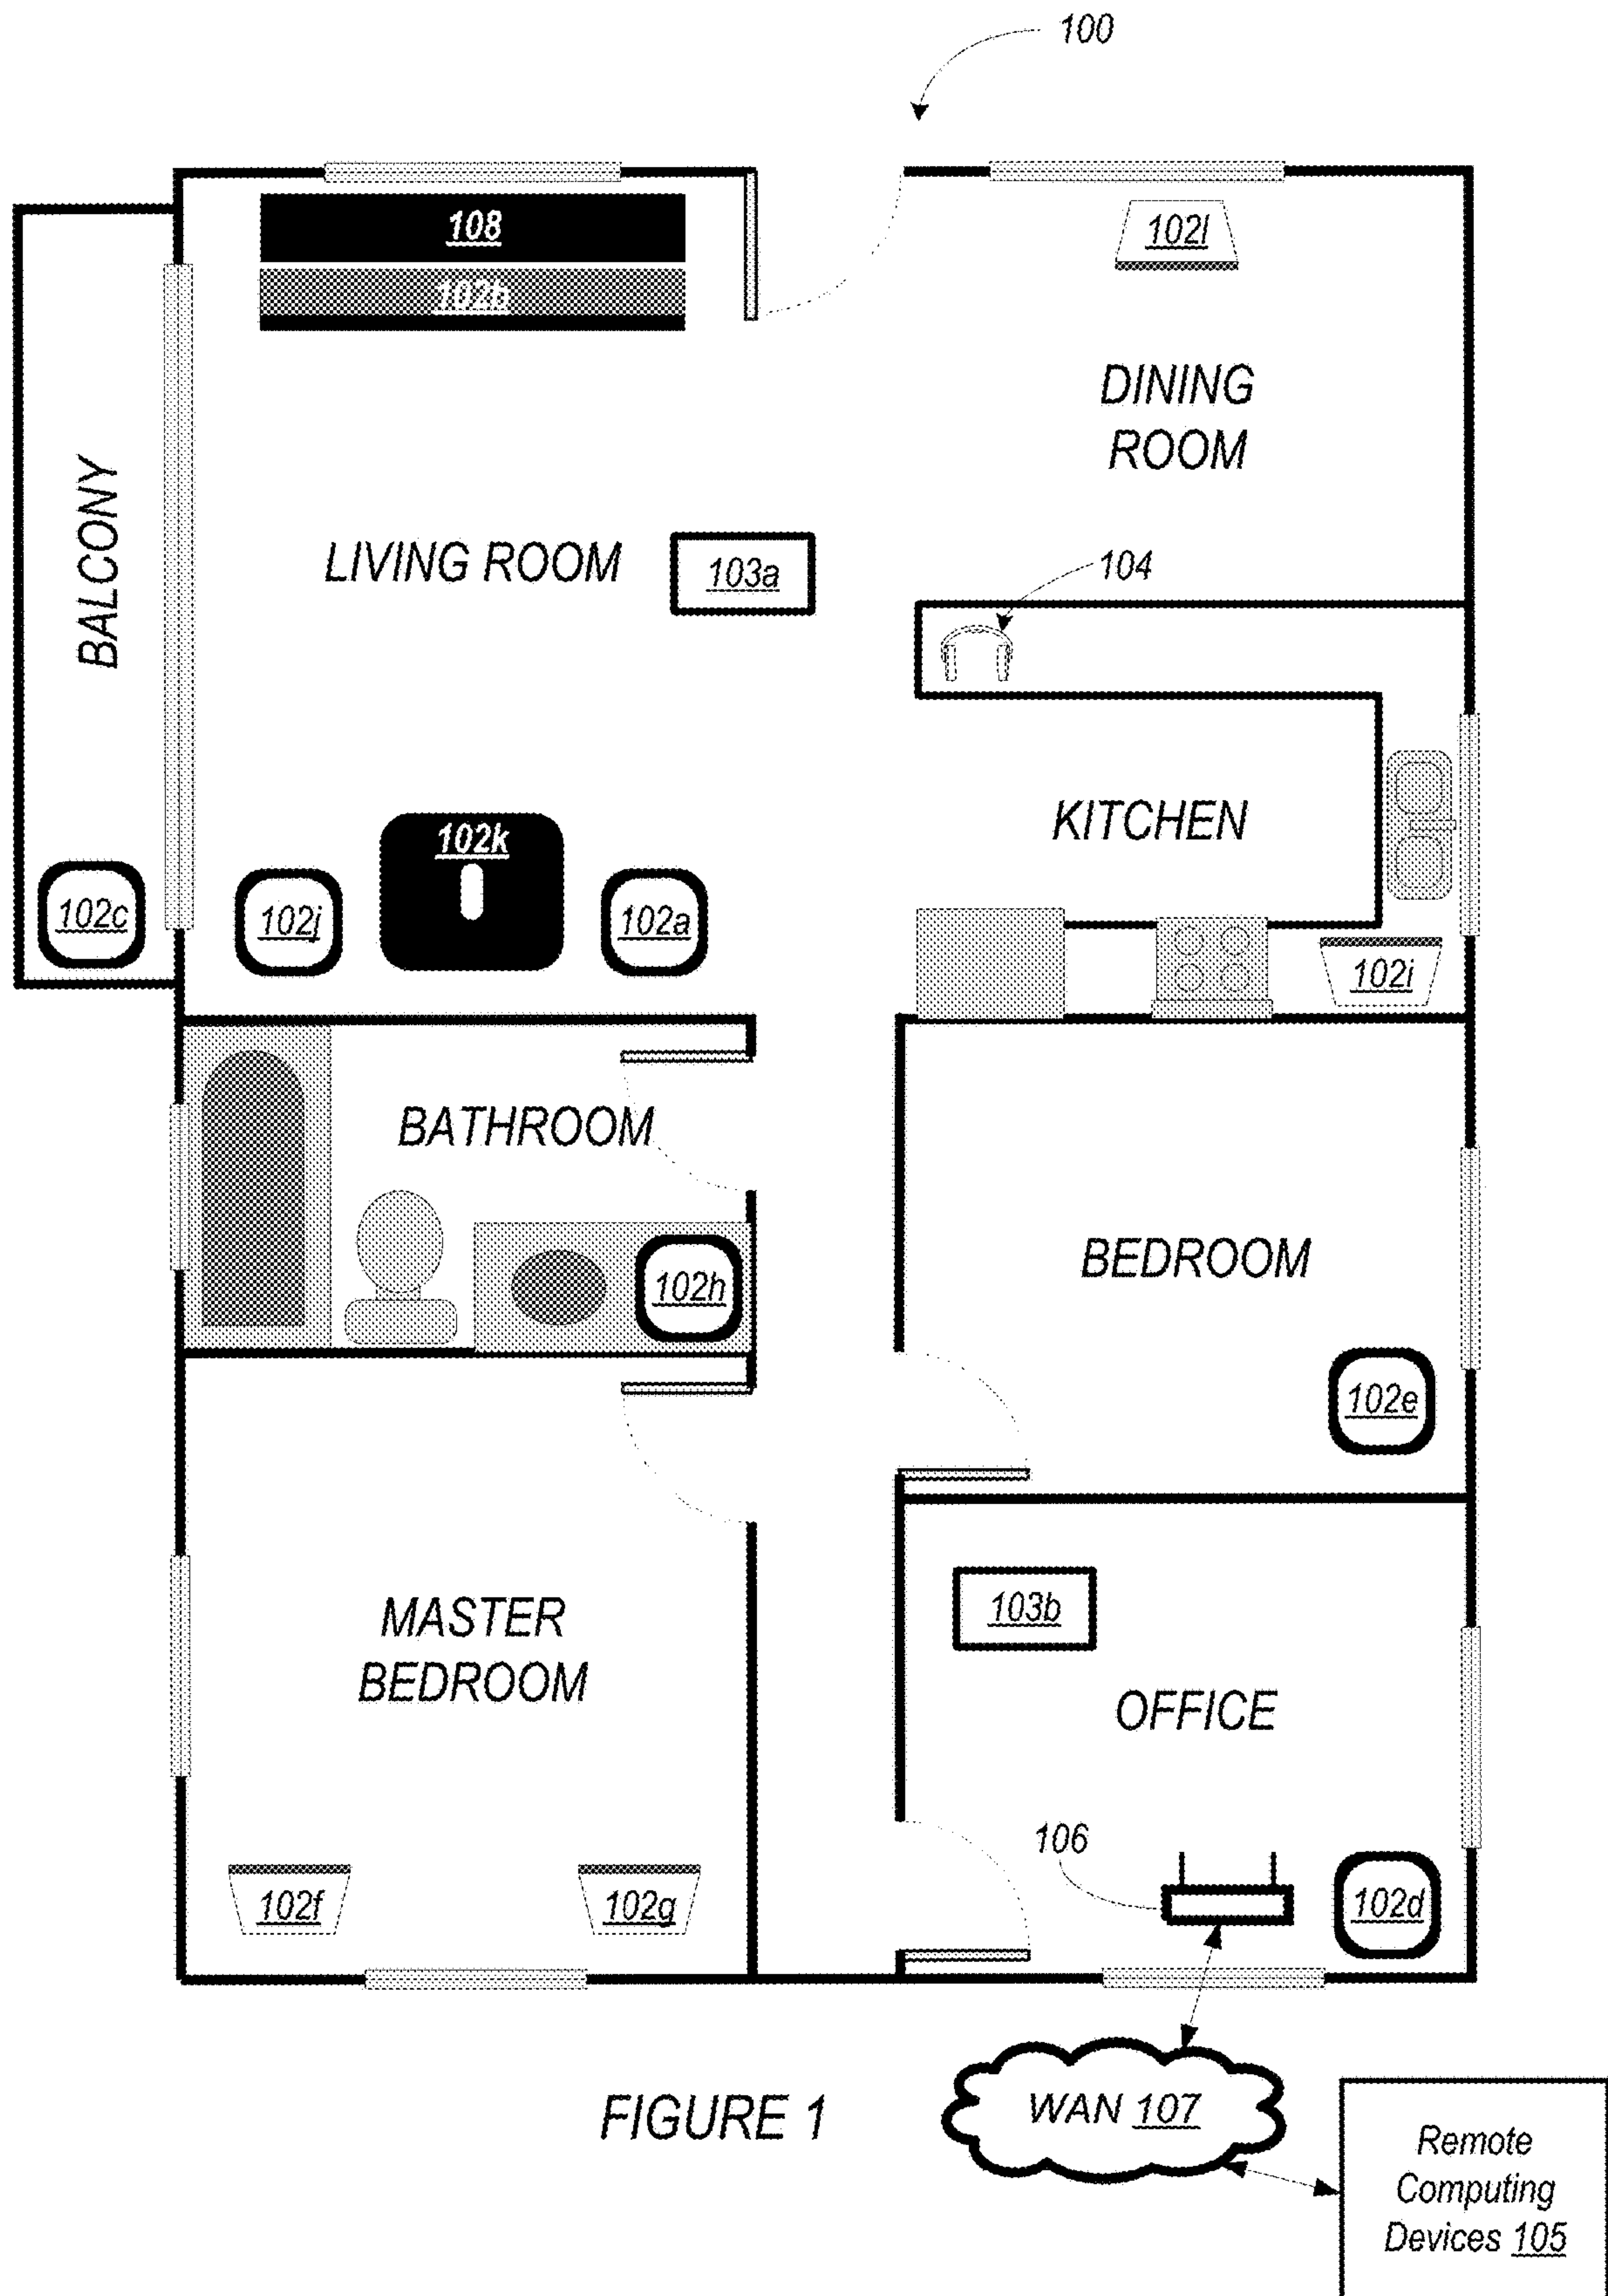 100
108
102b
102l
DINING
ROOM
BALCONY
LIVING ROOM
103a
104
KITCHEN
102k
102c
102j
102a
102i
BATHROOM
BEDROOM
102h
102e
103b
MASTER
BEDROOM
OFFICE
106
102f
102g
102d
FIGURE 1
WAN 107
Remote
Computing
Devices 105